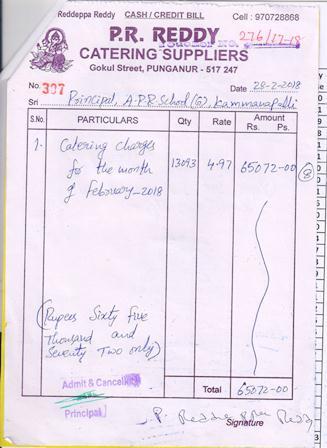 Reddeppa Reddy CASH / CREDIT BILL Cell : 970728868
P.R. REDDY
276/17-18
CATERING SUPPLIERS
Gokul Street, PUNGANUR - 517 247
No. 307 Date 28-2-2018
Sri Principal, A.P.R School (G), Kammanapalli
S.No. PARTICULARS Qty Rate Amount
Rs. Ps.
1- Catering charges 13093 4-97 65072-00
for the month
of February-2018
8
(Rupees Sixty five
Thousand and
Seventy Two only)
Admit & Cancelled
Total 65072-00
Principal
P. Reddeppa Reddy
Signature